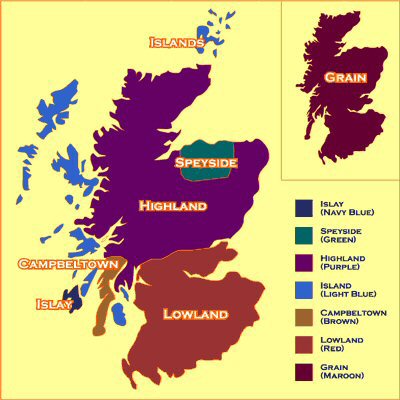 Islands
Grain
Speyside
Highland
Campbeltown
Islay
Lowland
Islay
(Navy Blue)
Speyside
(Green)
Highland
(Purple)
Island
(Light Blue)
Campbeltown
(Brown)
Lowland
(Red)
Grain
(Maroon)